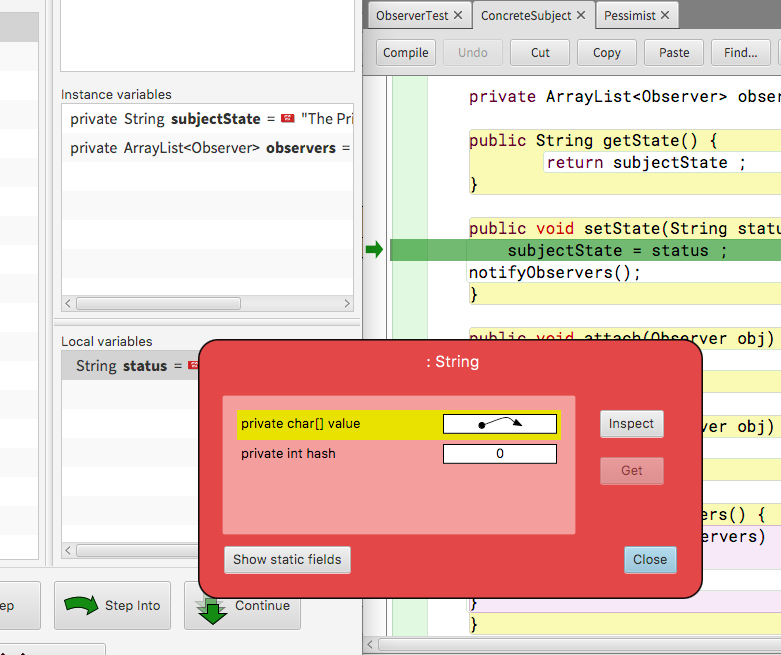 ObserverTest
ConcreteSubject
Pessimist
Compile
Undo
Cut
Copy
Paste
Find...
Instance variables
private String subjectState = "The Pri
private ArrayList<Observer> observers =
Local variables
String status =
private ArrayList<Observer> obser
public String getState() {
return subjectState ;
}
public void setState(String statu
subjectState = status ;
notifyObservers();
}
public void attach(Observer obj)
ver obj)
ers() {
ervers)
}
}
: String
private char[] value
private int hash
0
Inspect
Get
Show static fields
Close
ep
Step Into
Continue